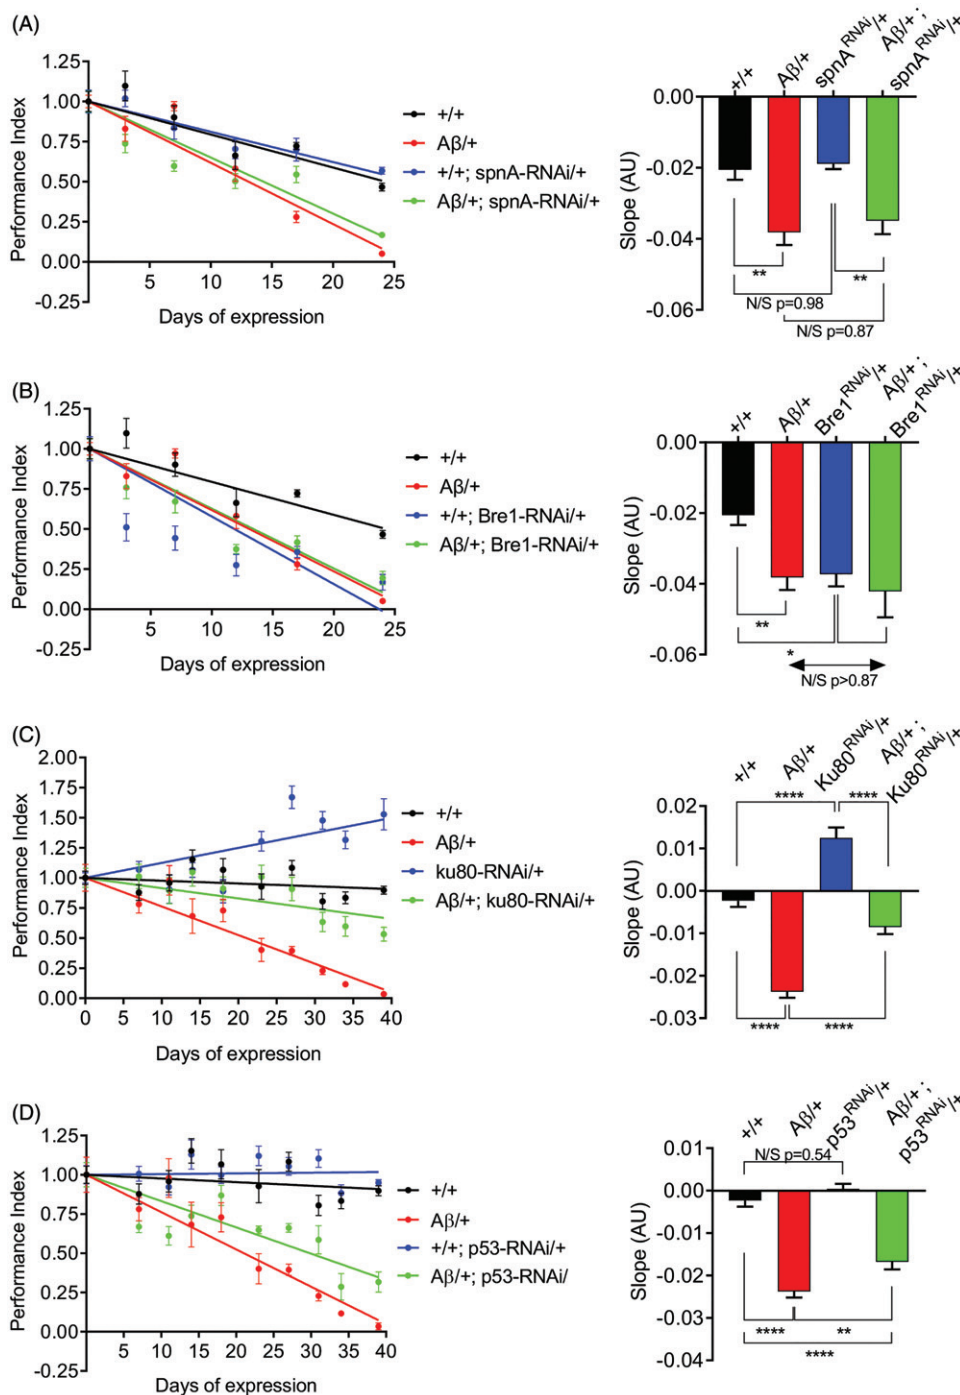 (A)
1.25
1.00
0.75
0.50
0.25
0.00
-0.25
Performance Index
5
10
15
20
25
Days of expression
+/+
Aβ/+
+/+; spnA-RNAi/+
Aβ/+; spnA-RNAi/+
+/+
Aβ/+
spnA^RNAi/+
Aβ/+;
spnA^RNAi/+
0.00
-0.02
-0.04
-0.06
Slope (AU)
**
**
N/S p=0.98
N/S p=0.87
(B)
1.25
1.00
0.75
0.50
0.25
0.00
-0.25
Performance Index
5
10
15
20
25
Days of expression
+/+
Aβ/+
+/+; Bre1-RNAi/+
Aβ/+; Bre1-RNAi/+
+/+
Aβ/+
Bre1^RNAi/+
Aβ/+;
Bre1^RNAi/+
0.00
-0.02
-0.04
-0.06
Slope (AU)
**
*
N/S p>0.87
(C)
2.00
1.50
1.25
1.00
0.75
0.50
0.25
0.00
Performance Index
0
5
10
15
20
25
30
35
40
Days of expression
+/+
Aβ/+
ku80-RNAi/+
Aβ/+; ku80-RNAi/+
+/+
Aβ/+
Ku80^RNAi/+
Aβ/+;
Ku80^RNAi/+
****
****
0.02
0.01
0.00
-0.01
-0.02
-0.03
Slope (AU)
****
****
(D)
1.25
1.00
0.75
0.50
0.25
0.00
-0.25
Performance Index
5
10
15
20
25
30
35
40
Days of expression
+/+
Aβ/+
+/+; p53-RNAi/+
Aβ/+; p53-RNAi/
+/+
Aβ/+
p53^RNAi/+
Aβ/+;
p53^RNAi/+
N/S p=0.54
0.01
0.00
-0.01
-0.02
-0.03
-0.04
Slope (AU)
****
**
****